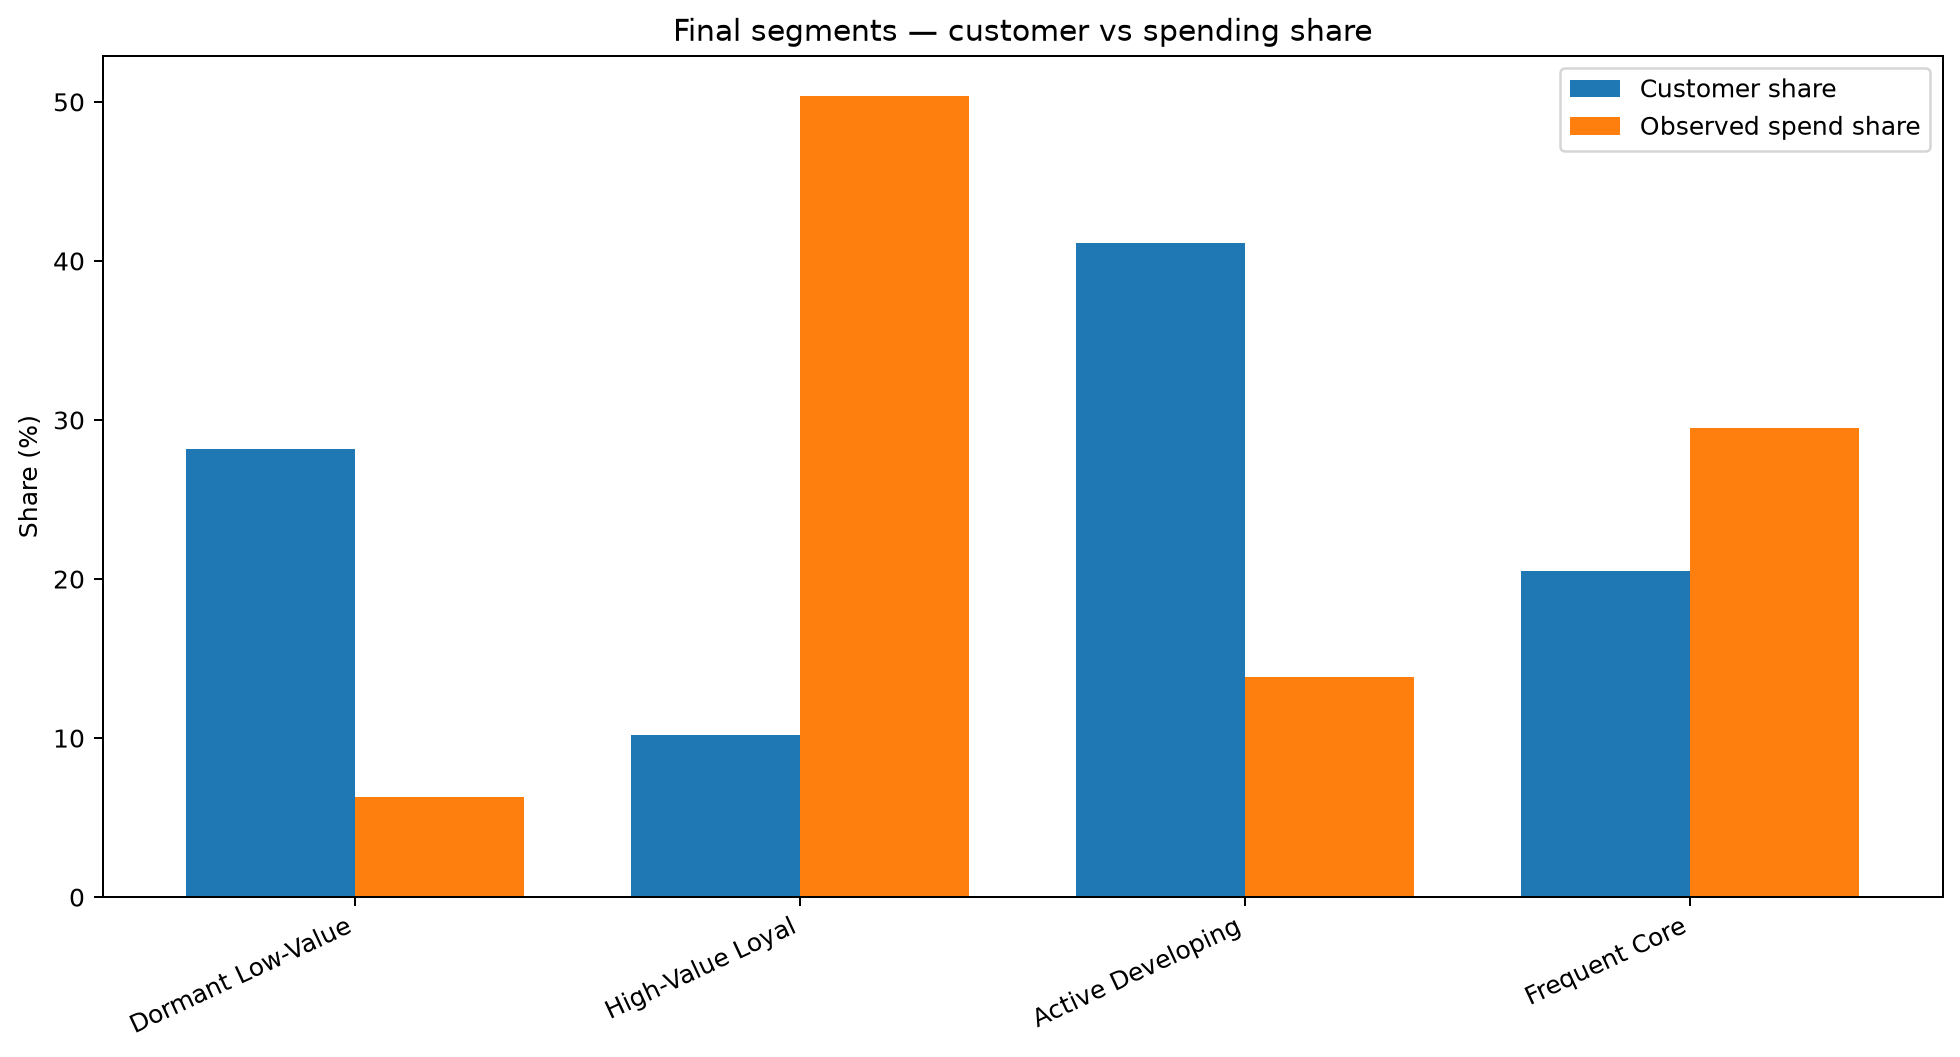 Final segments — customer vs spending share
Customer share
Observed spend share
Share (%)
50
40
30
20
10
0
Dormant Low-Value
High-Value Loyal
Active Developing
Frequent Core